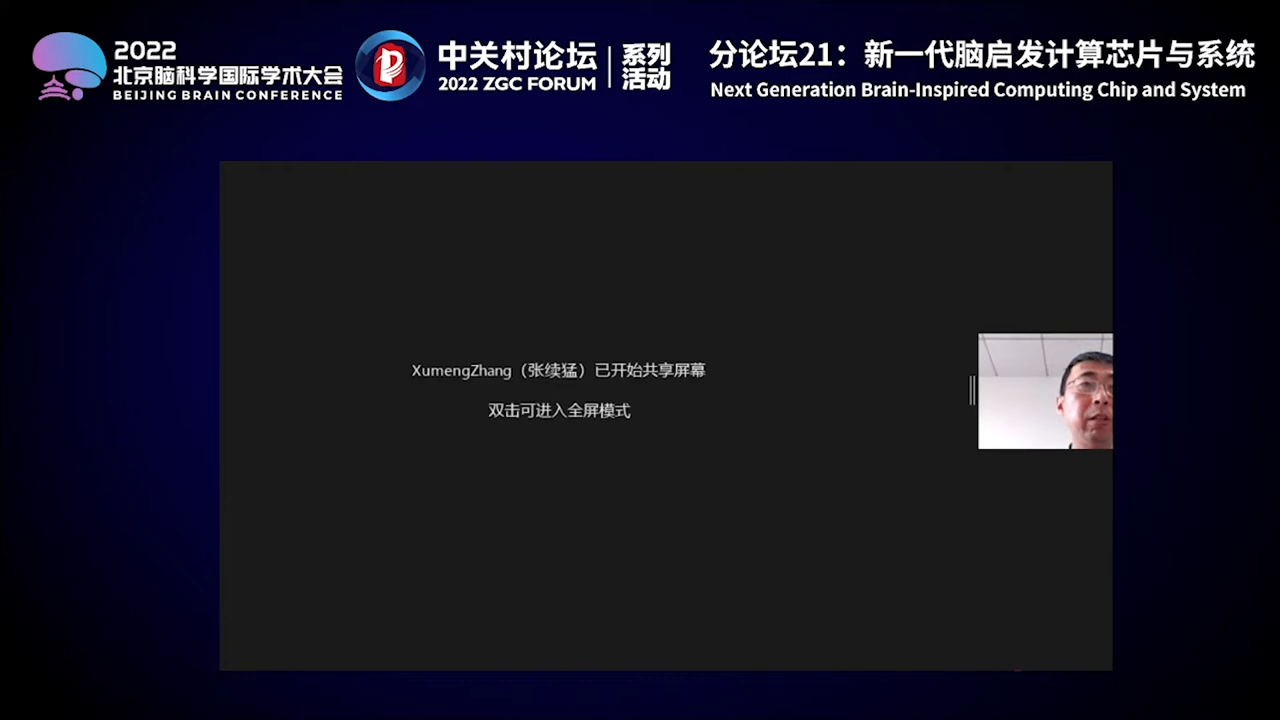 2022
北京脑科学国际学术大会
BEIJING BRAIN CONFERENCE
中关村论坛
2022 ZGC FORUM
系列
活动
分论坛21：新一代脑启发计算芯片与系统
Next Generation Brain-Inspired Computing Chip and System
XumengZhang（张续猛）已开始共享屏幕
双击可进入全屏模式